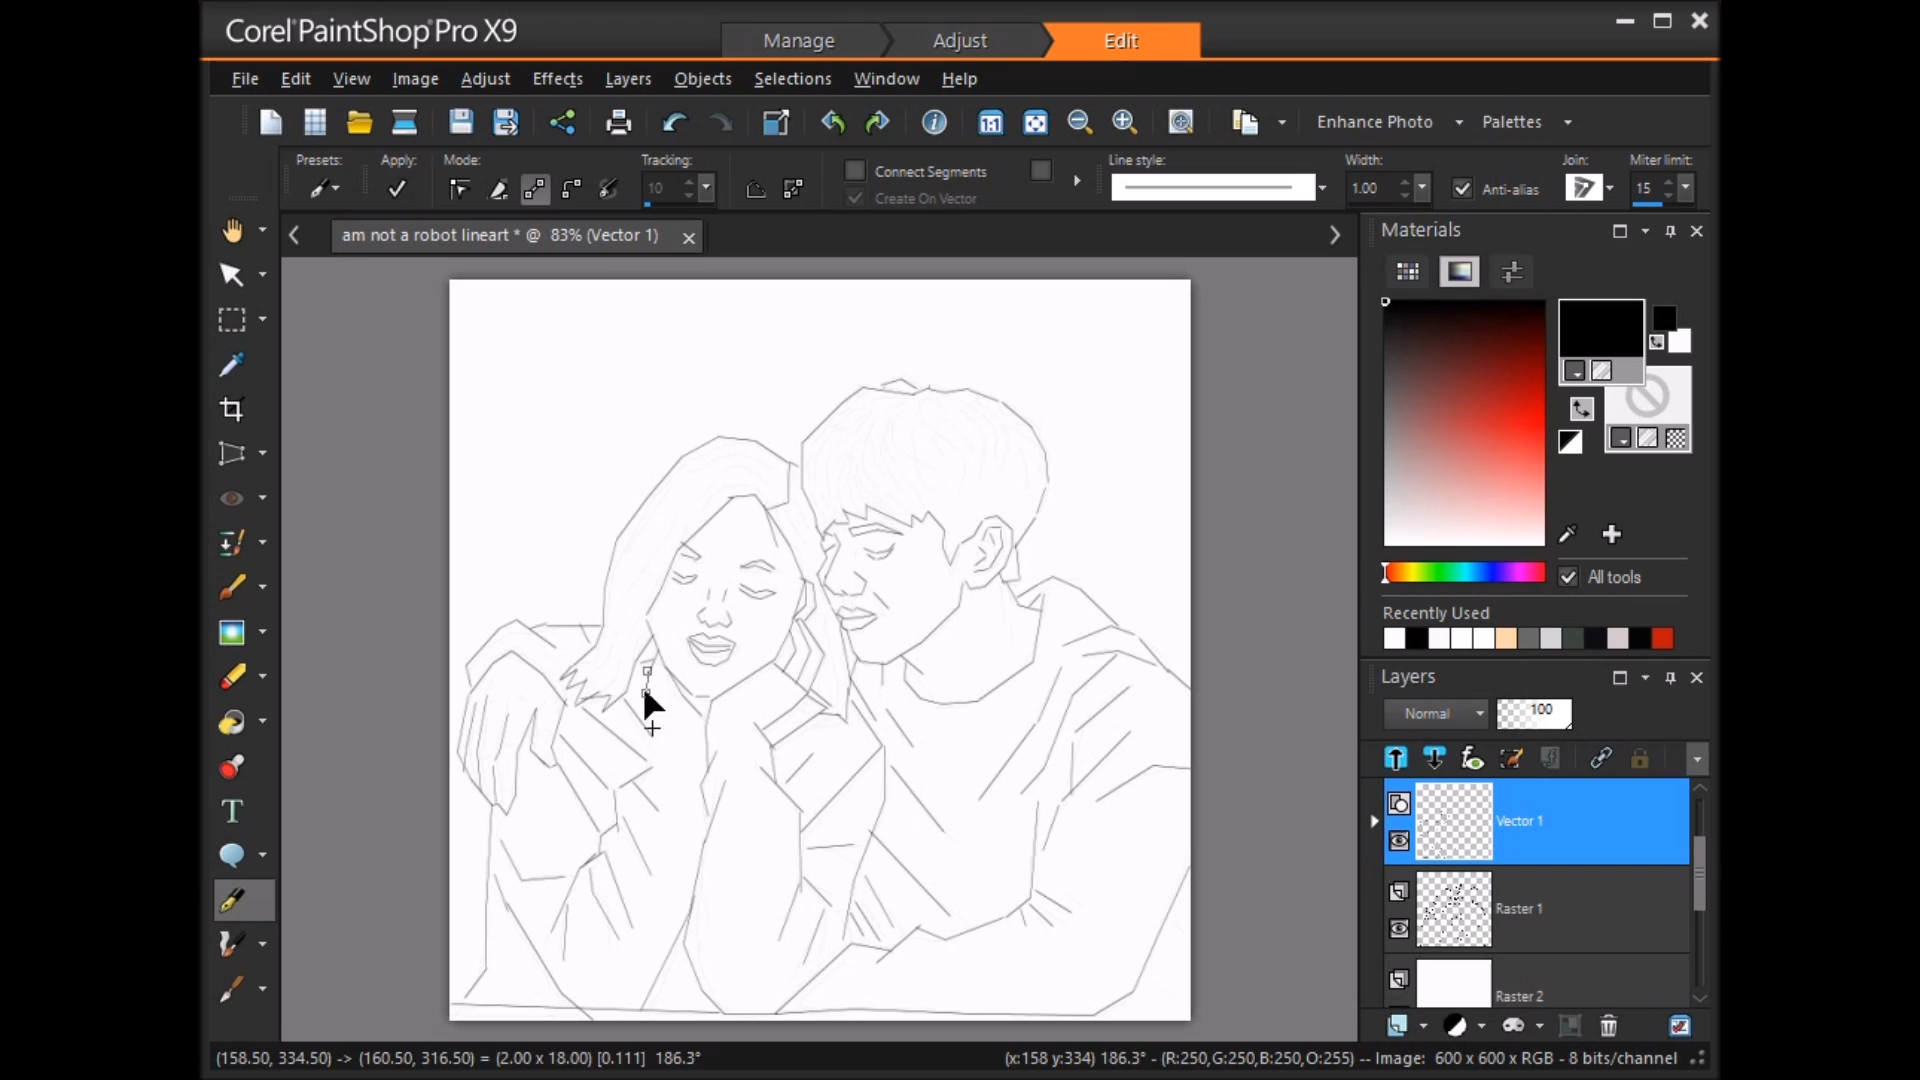 Corel PaintShop Pro X9
Manage Adjust Edit
File Edit View Image Adjust Effects Layers Objects Selections Window Help
1:1 Enhance Photo Palettes
Presets: Apply: Mode: Tracking: Line style: Width: Join: Miter limit:
10 Connect Segments 1.00 Anti-alias 15
Create On Vector
am not a robot lineart * @ 83% (Vector 1)
Materials
All tools
Recently Used
Layers
Normal 100
Vector 1
Raster 1
Raster 2
(158.50, 334.50) -> (160.50, 316.50) = (2.00 x 18.00) [0.111] 186.3° (x:158 y:334) 186.3° - (R:250,G:250,B:250,O:255) -- Image: 600 x 600 x RGB - 8 bits/channel